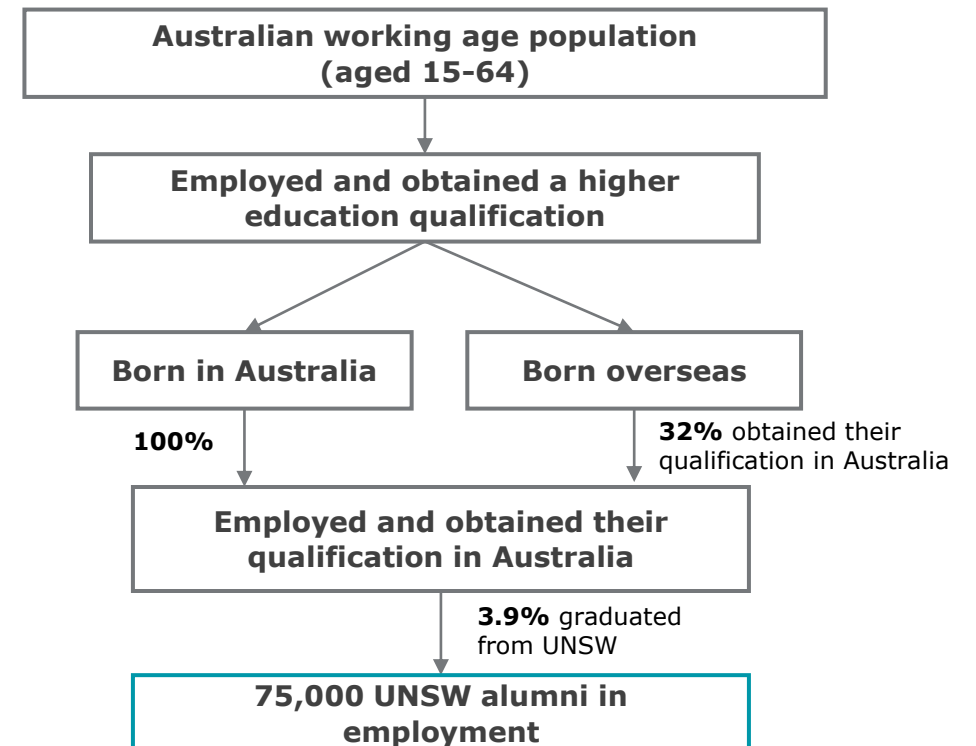 Australian working age population
(aged 15-64)
Employed and obtained a higher
education qualification
Born in Australia
Born overseas
100%
32% obtained their
qualification in Australia
Employed and obtained their
qualification in Australia
3.9% graduated
from UNSW
75,000 UNSW alumni in
employment